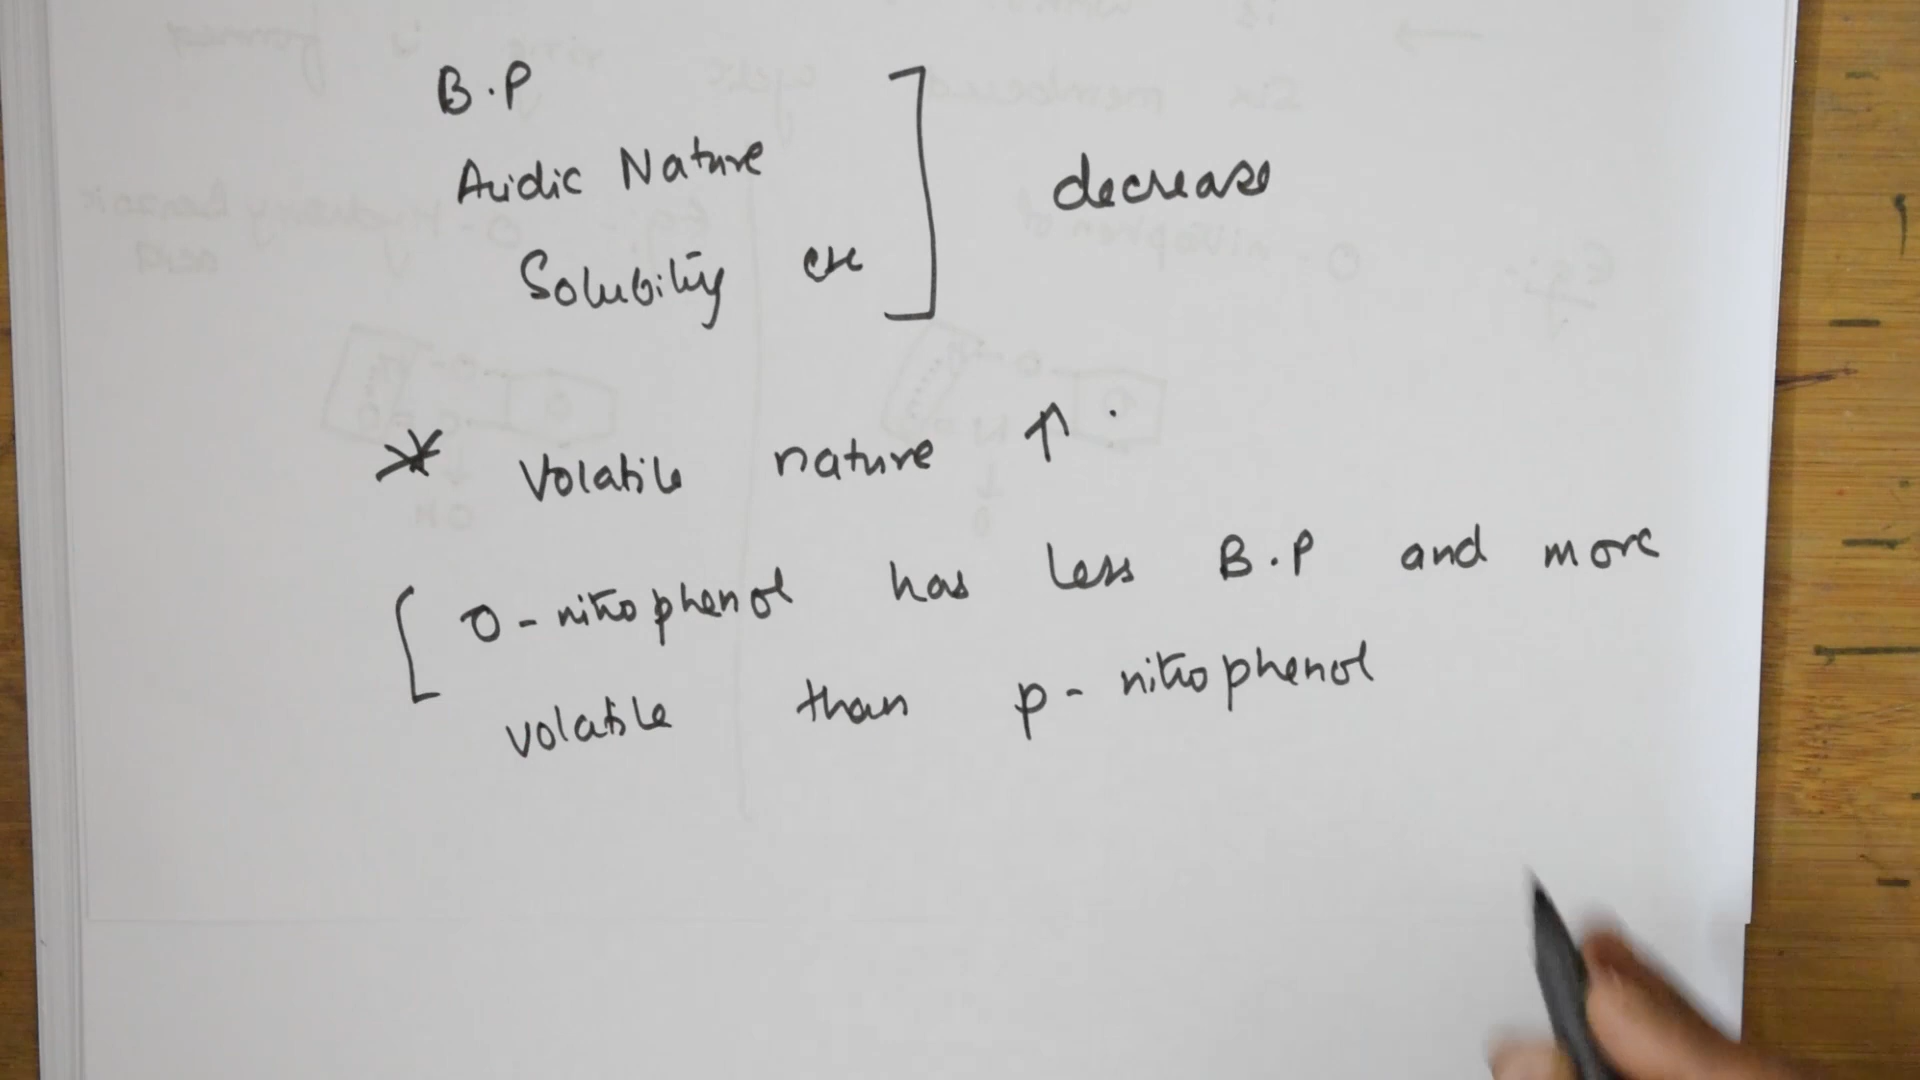 B.P
Acidic Nature
Solubility etc
decrease
* Volatile nature ↑
O-nitrophenol has less B.P and more
volatile than p-nitrophenol